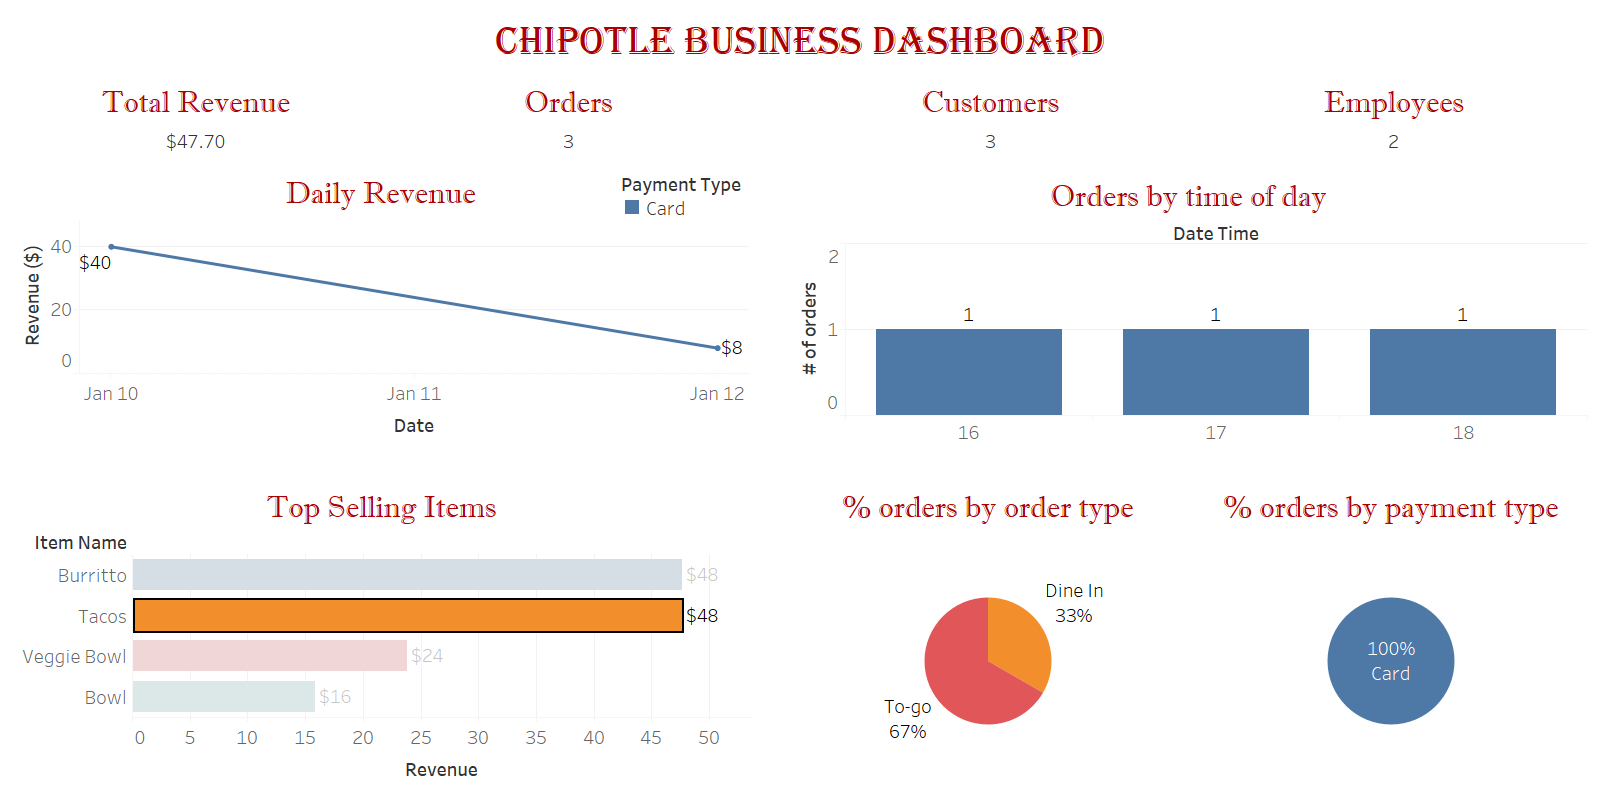 CHIPOTLE BUSINESS DASHBOARD
Total Revenue
$47.70
Orders
3
Customers
3
Employees
2
Daily Revenue
Payment Type
Card
Revenue ($)
40
20
0
$40
$8
Jan 10
Jan 11
Jan 12
Date
Orders by time of day
Date Time
# of orders
2
1
0
1
1
1
16
17
18
Top Selling Items
Item Name
Burritto
$48
Tacos
$48
Veggie Bowl
$24
Bowl
$16
0
5
10
15
20
25
30
35
40
45
50
Revenue
% orders by order type
Dine In
33%
To-go
67%
% orders by payment type
100%
Card